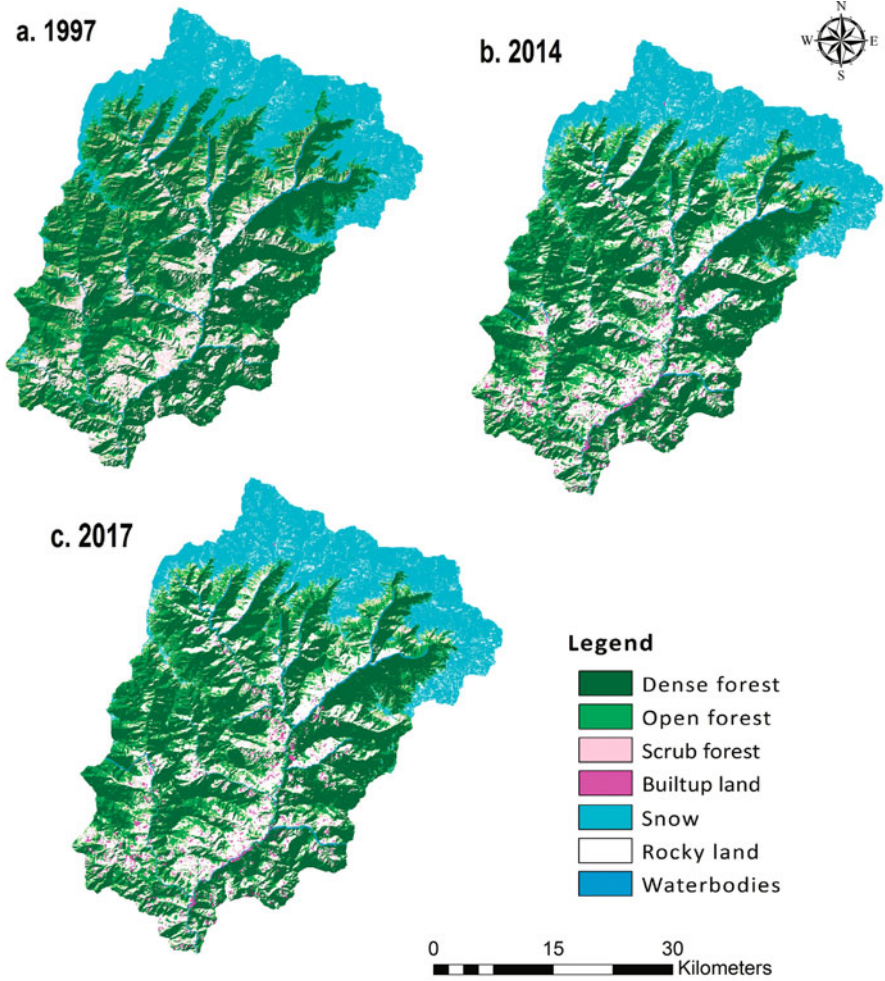 a. 1997
b. 2014
N
W E
S
c. 2017
Legend
Dense forest
Open forest
Scrub forest
Builtup land
Snow
Rocky land
Waterbodies
0 15 30
Kilometers